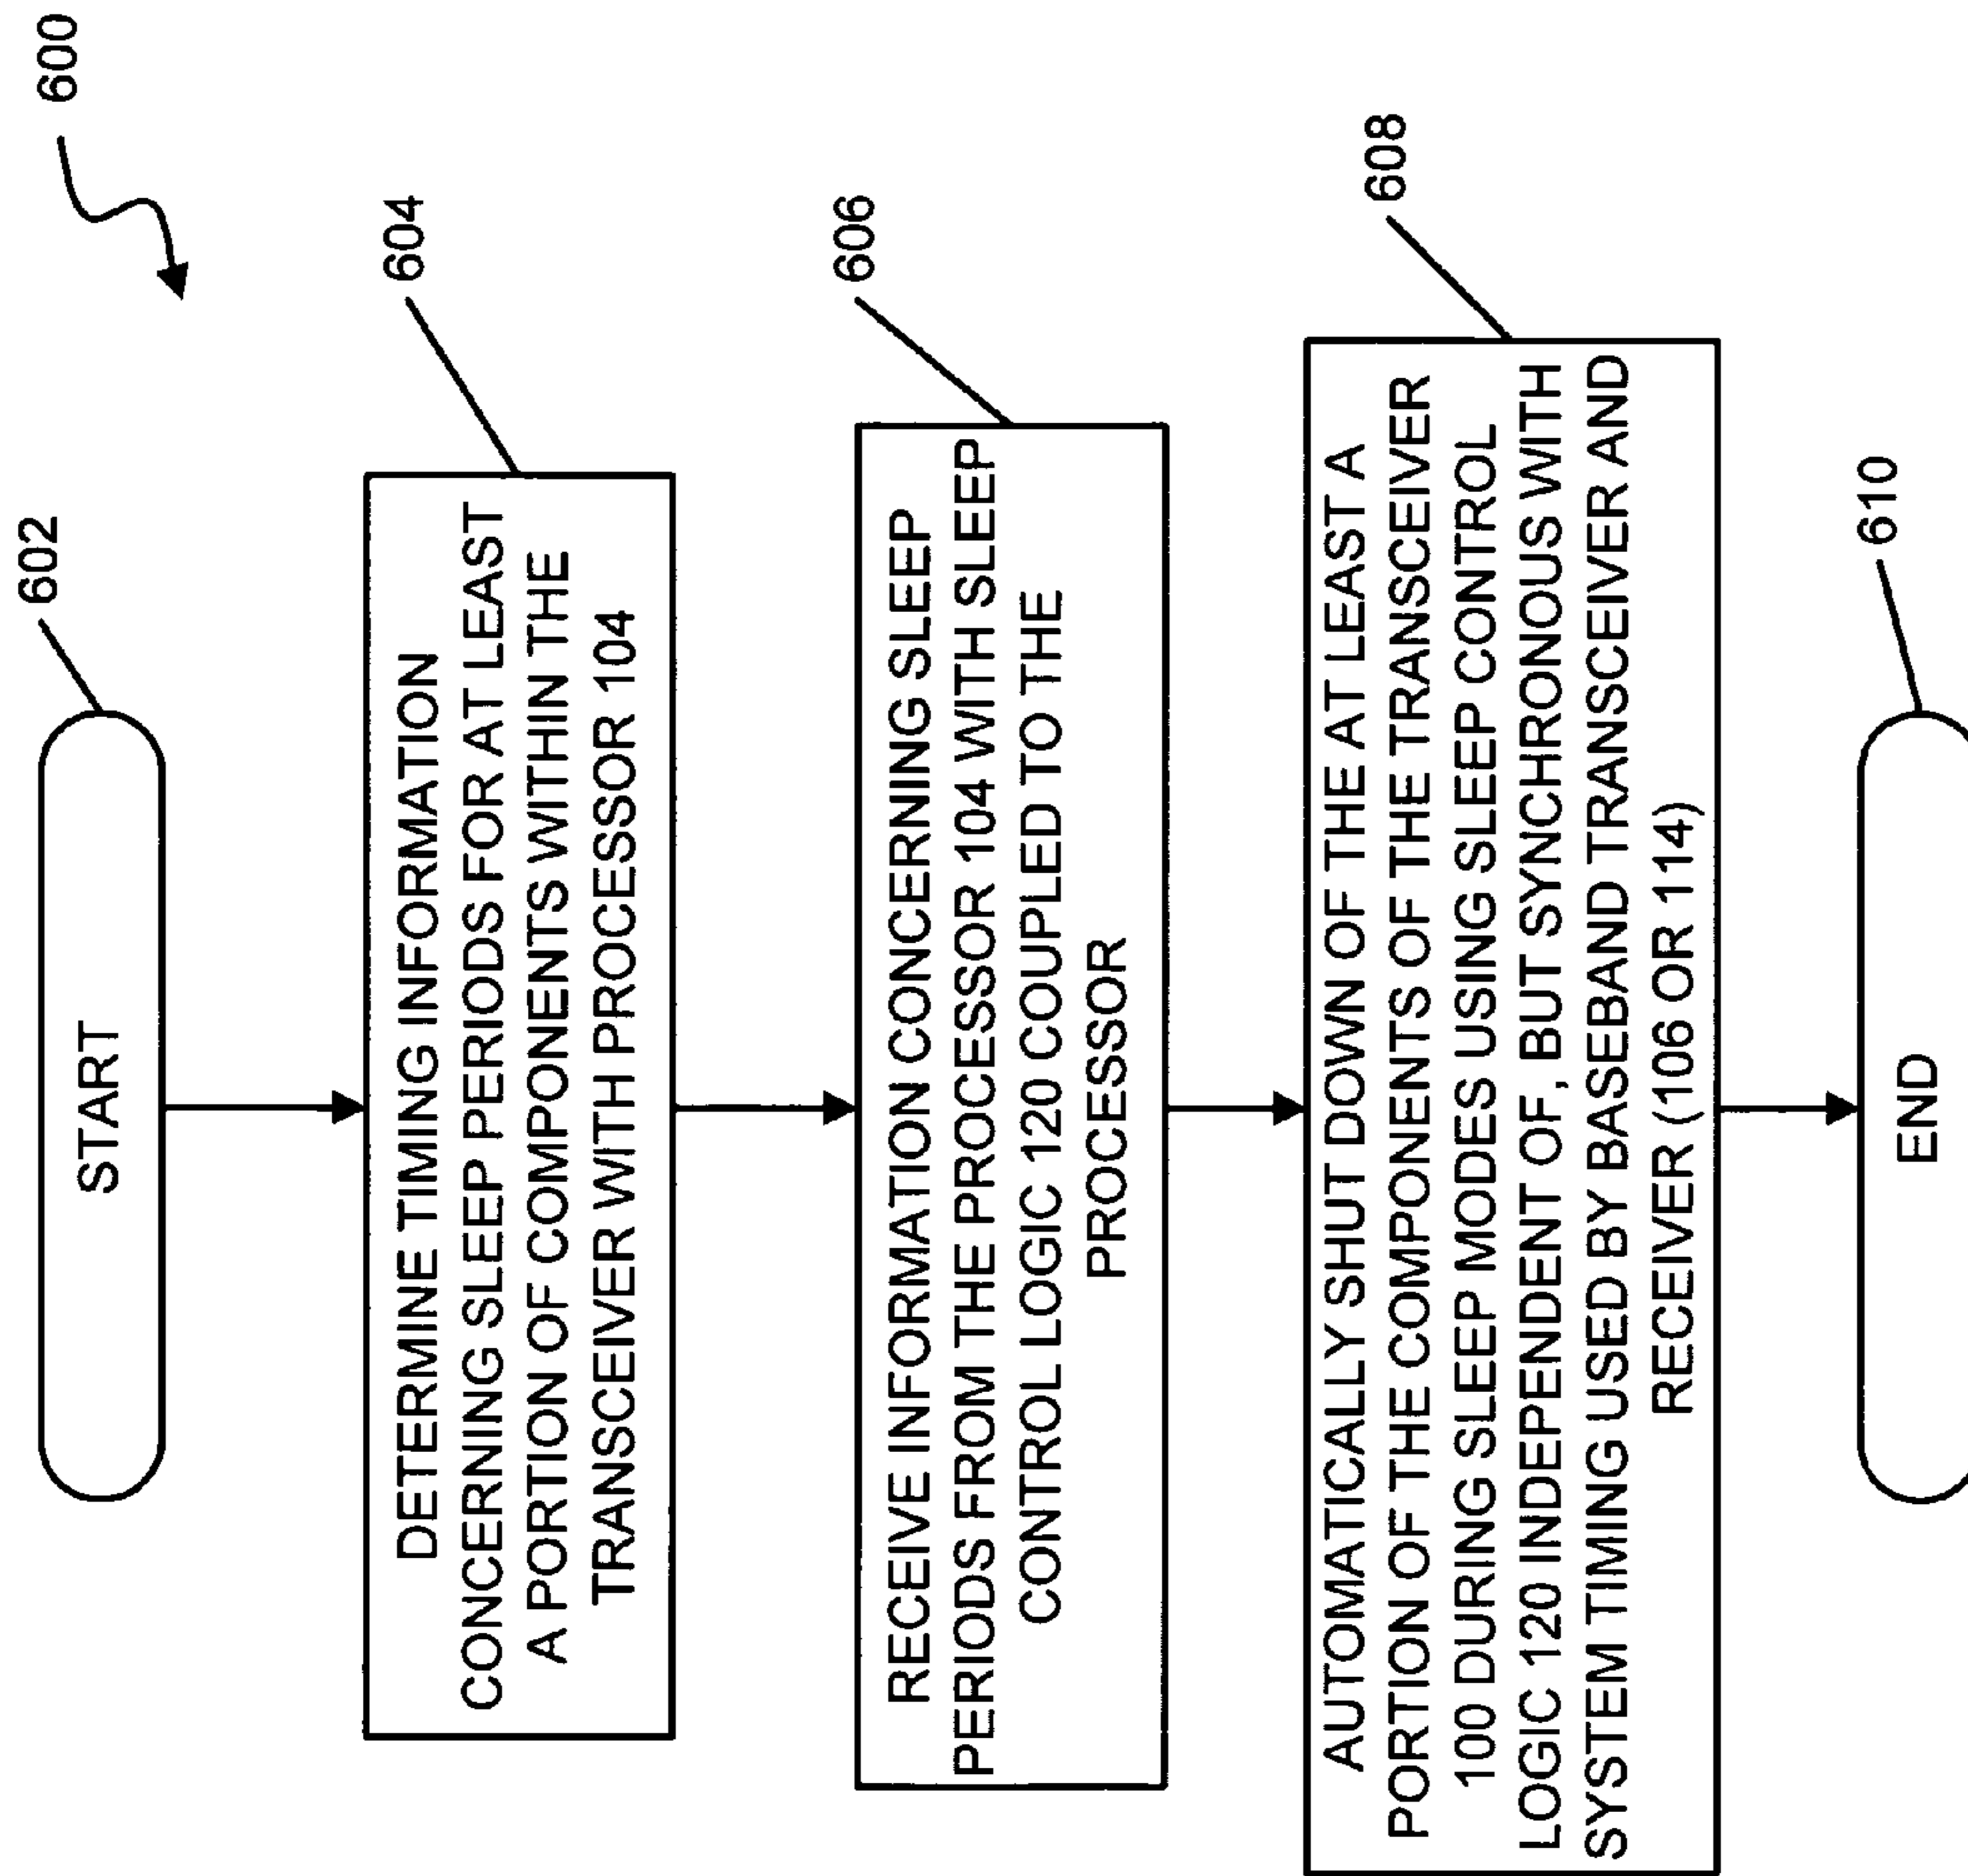 600
602
START
604
DETERMINE TIMING INFORMATION
CONCERNING SLEEP PERIODS FOR AT LEAST
A PORTION OF COMPONENTS WITHIN THE
TRANSCEIVER WITH PROCESSOR 104
606
RECEIVE INFORMATION CONCERNING SLEEP
PERIODS FROM THE PROCESSOR 104 WITH SLEEP
CONTROL LOGIC 120 COUPLED TO THE
PROCESSOR
608
AUTOMATICALLY SHUT DOWN OF THE AT LEAST A
PORTION OF THE COMPONENTS OF THE TRANSCEIVER
100 DURING SLEEP MODES USING SLEEP CONTROL
LOGIC 120 INDEPENDENT OF, BUT SYNCHRONOUS WITH
SYSTEM TIMING USED BY BASEBAND TRANSCEIVER AND
RECEIVER (106 OR 114)
610
END